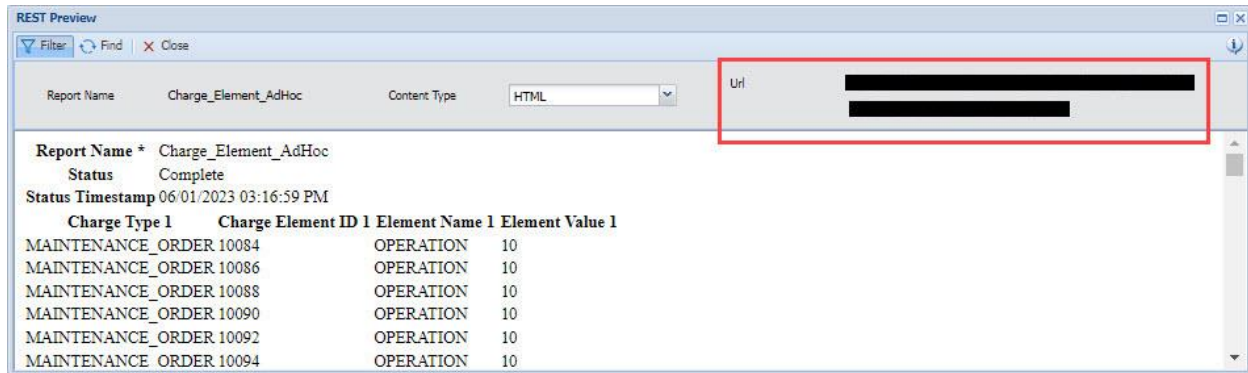 REST Preview
Filter Find Close
Report Name Charge_Element_AdHoc Content Type HTML Url
Report Name * Charge_Element_AdHoc
Status Complete
Status Timestamp 06/01/2023 03:16:59 PM
Charge Type 1 Charge Element ID 1 Element Name 1 Element Value 1
MAINTENANCE_ORDER 10084 OPERATION 10
MAINTENANCE_ORDER 10086 OPERATION 10
MAINTENANCE_ORDER 10088 OPERATION 10
MAINTENANCE_ORDER 10090 OPERATION 10
MAINTENANCE_ORDER 10092 OPERATION 10
MAINTENANCE_ORDER 10094 OPERATION 10